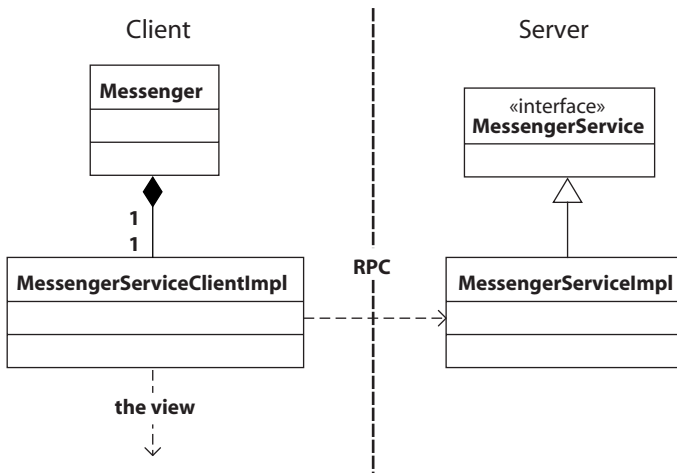 Client
Server
Messenger
«interface»
MessengerService
1
1
RPC
MessengerServiceClientImpl
MessengerServiceImpl
the view